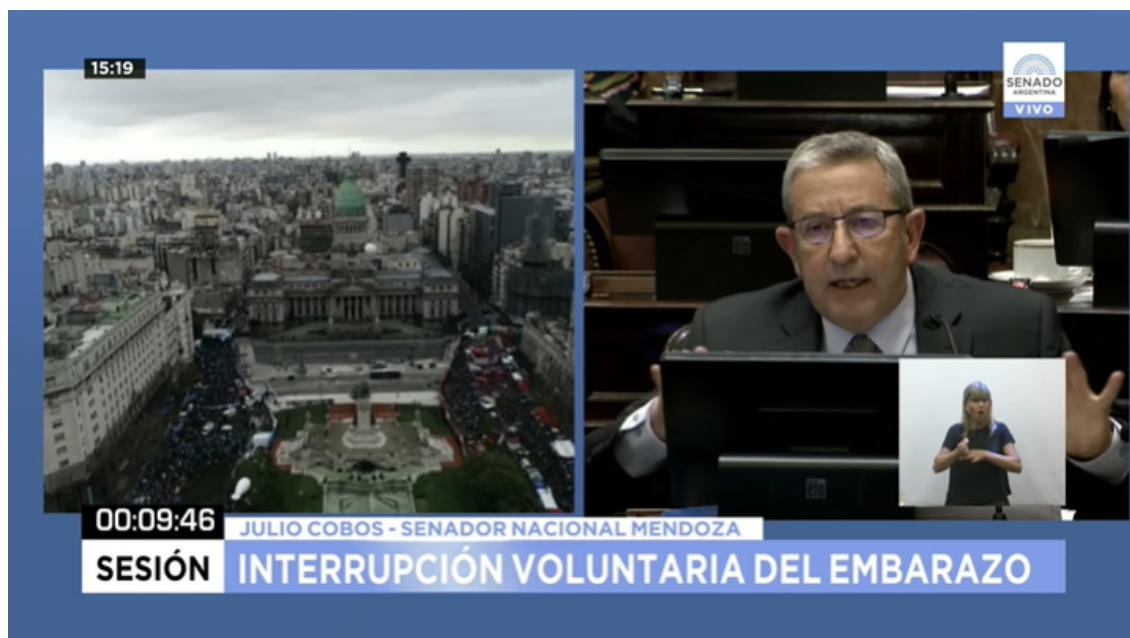 15:19
SENADO
ARGENTINA
VIVO
00:09:46
JULIO COBOS - SENADOR NACIONAL MENDOZA
SESIÓN
INTERRUPCIÓN VOLUNTARIA DEL EMBARAZO